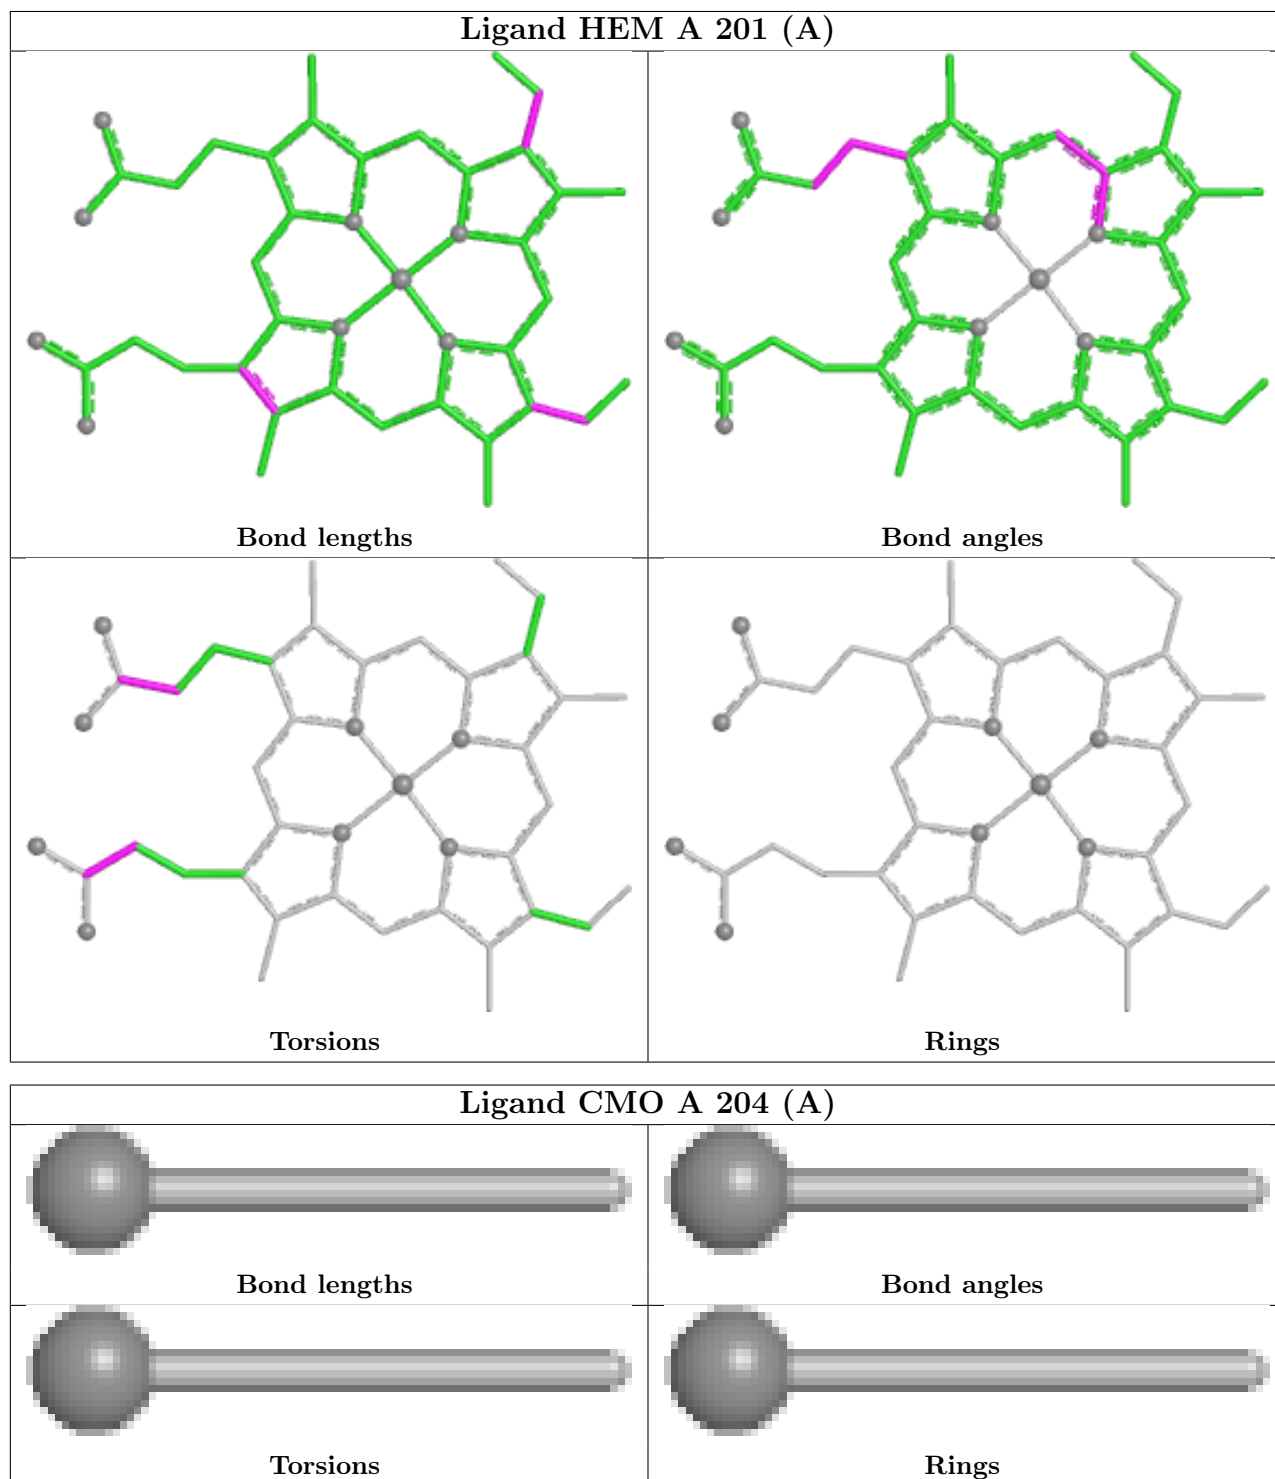 Ligand HEM A 201 (A)
Bond lengths
Bond angles
Torsions
Rings
Ligand CMO A 204 (A)
Bond lengths
Bond angles
Torsions
Rings